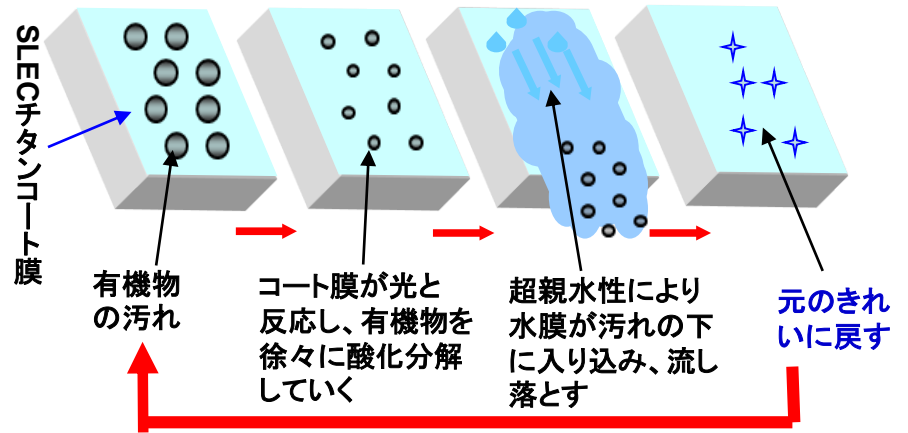 SLECチタンコート膜
有機物
の汚れ
コート膜が光と
反応し、有機物を
徐々に酸化分解
していく
超親水性により
水膜が汚れの下
に入り込み、流し
落とす
元のきれ
いに戻す